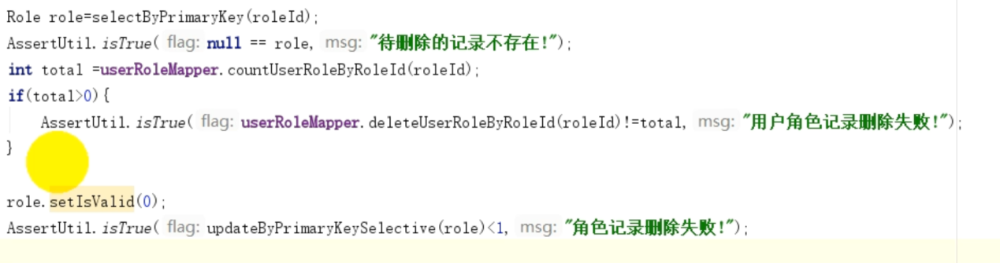 Role role=selectByPrimaryKey(roleId);
AssertUtil.isTrue( flag: null == role, msg: "待删除的记录不存在!");
int total =userRoleMapper.countUserRoleByRoleId(roleId);
if(total>0){
AssertUtil.isTrue( flag: userRoleMapper.deleteUserRoleByRoleId(roleId)!=total, msg: "用户角色记录删除失败!");
}
role.setIsValid(0);
AssertUtil.isTrue( flag: updateByPrimaryKeySelective(role)<1, msg: "角色记录删除失败!");